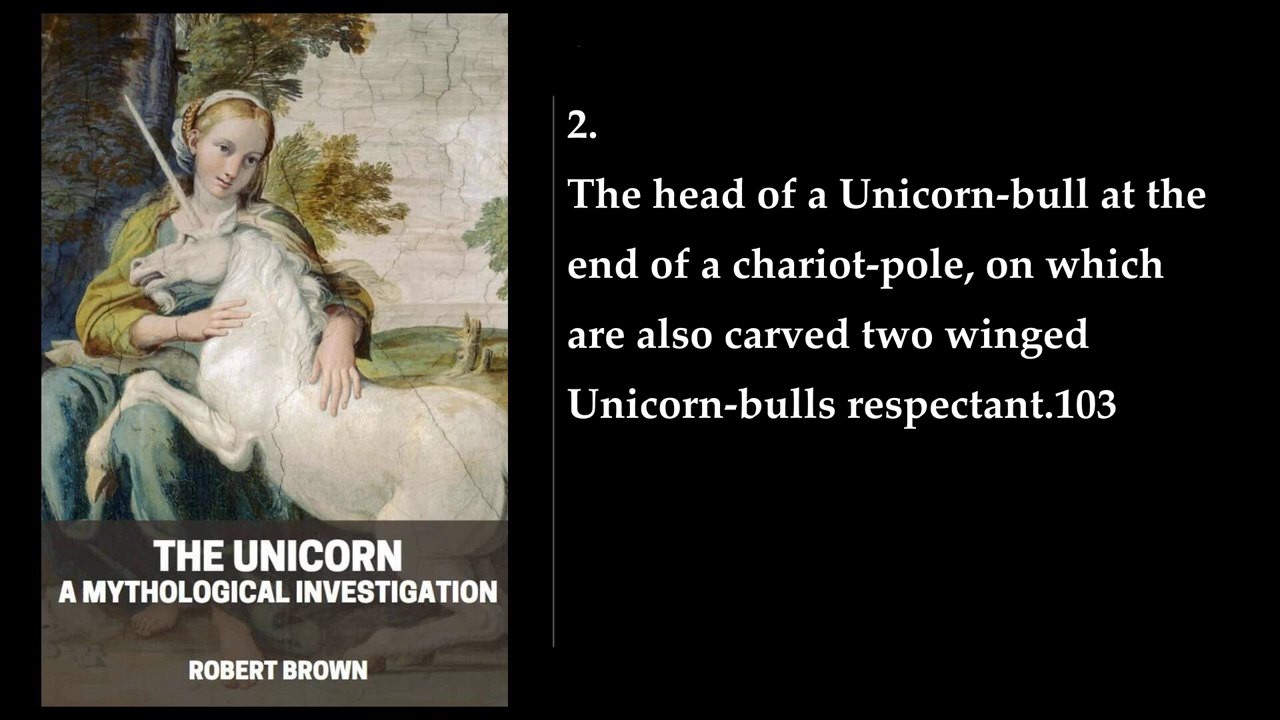 THE UNICORN
A MYTHOLOGICAL INVESTIGATION
ROBERT BROWN
2.
The head of a Unicorn-bull at the
end of a chariot-pole, on which
are also carved two winged
Unicorn-bulls respectant.103